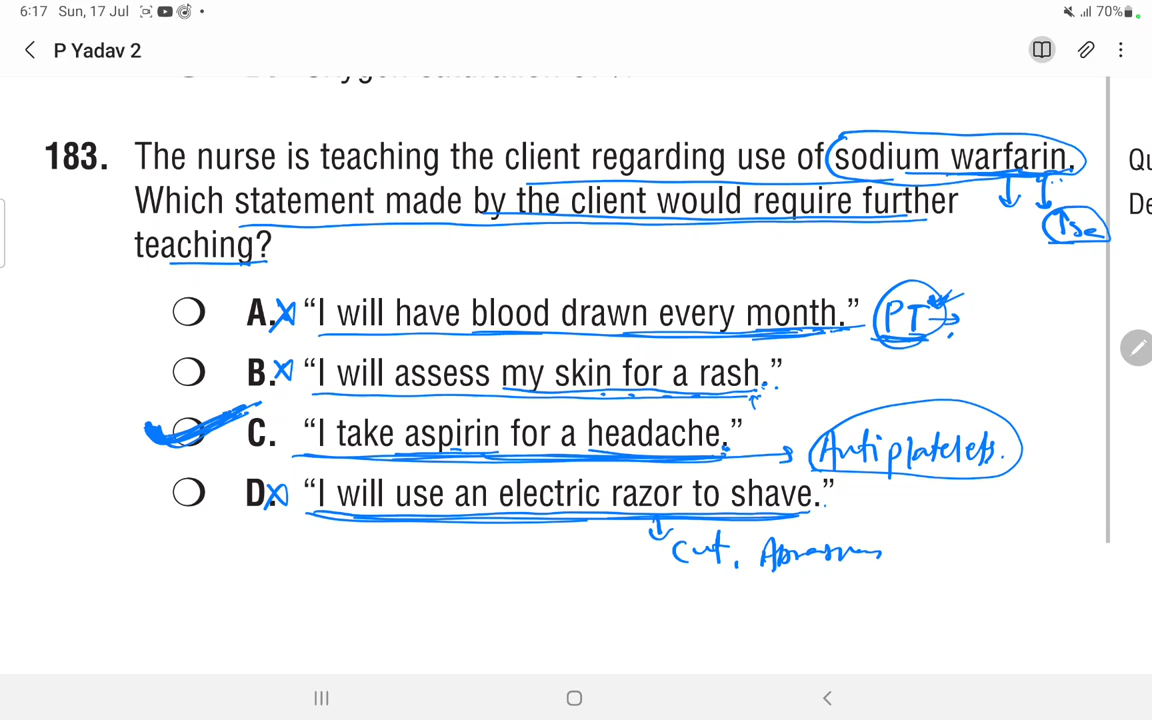 6:17 Sun, 17 Jul 70%
P Yadav 2
183. The nurse is teaching the client regarding use of sodium warfarin. Qu
Which statement made by the client would require further De
teaching?
A. “I will have blood drawn every month.” PT
B. “I will assess my skin for a rash.”
C. “I take aspirin for a headache.” Antiplatelets.
D. “I will use an electric razor to shave.”
Cut,